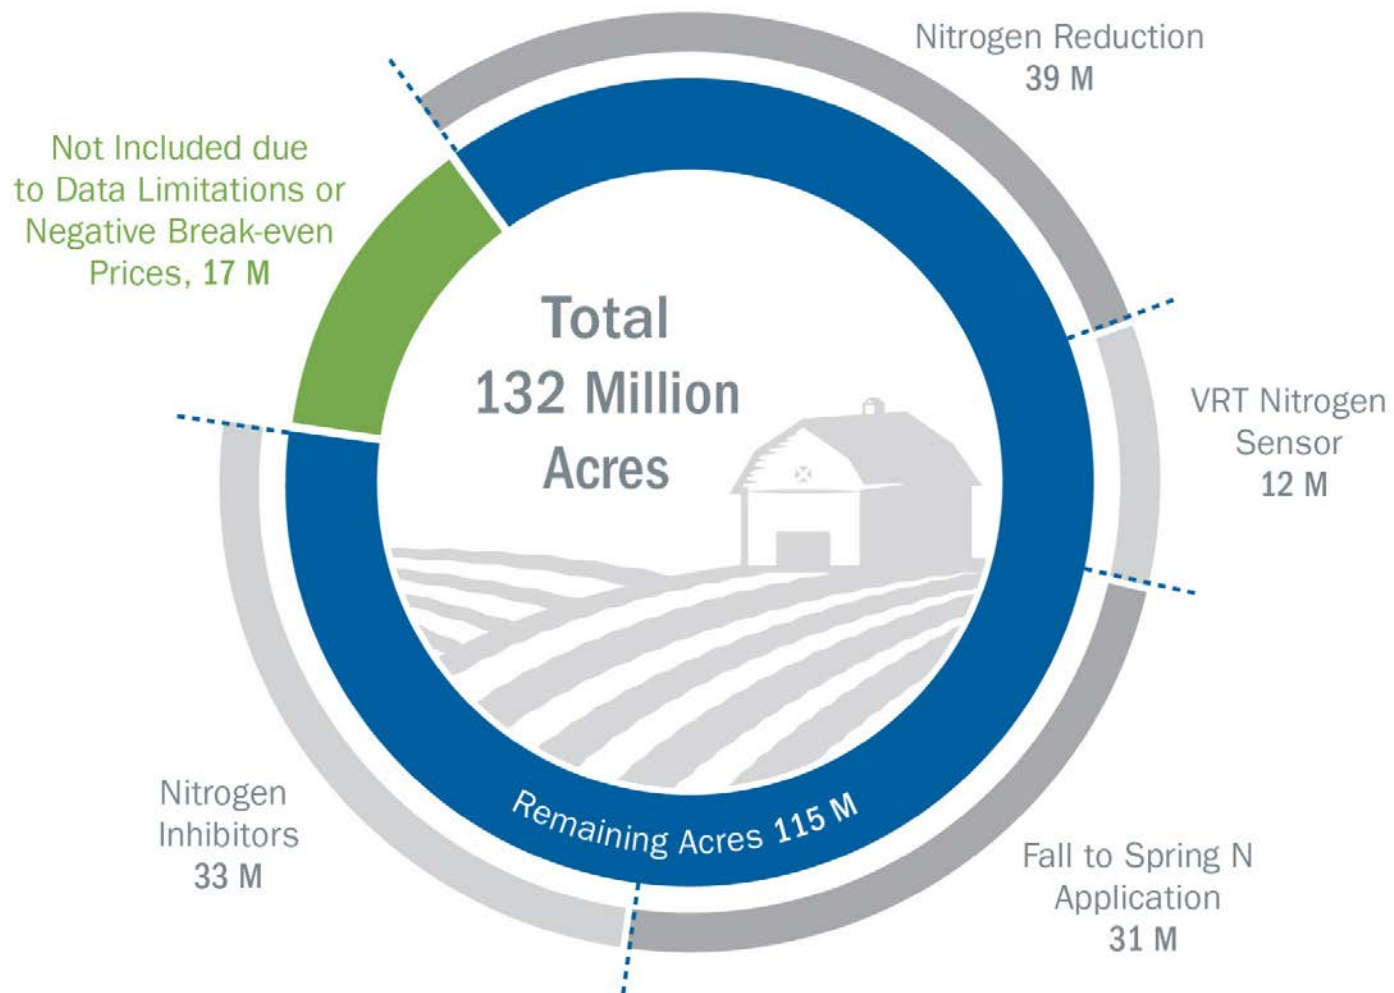 Nitrogen Reduction
39 M
Not Included due
to Data Limitations or
Negative Break-even
Prices, 17 M
Total
132 Million
Acres
VRT Nitrogen
Sensor
12 M
Nitrogen
Inhibitors
33 M
Remaining Acres 115 M
Fall to Spring N
Application
31 M